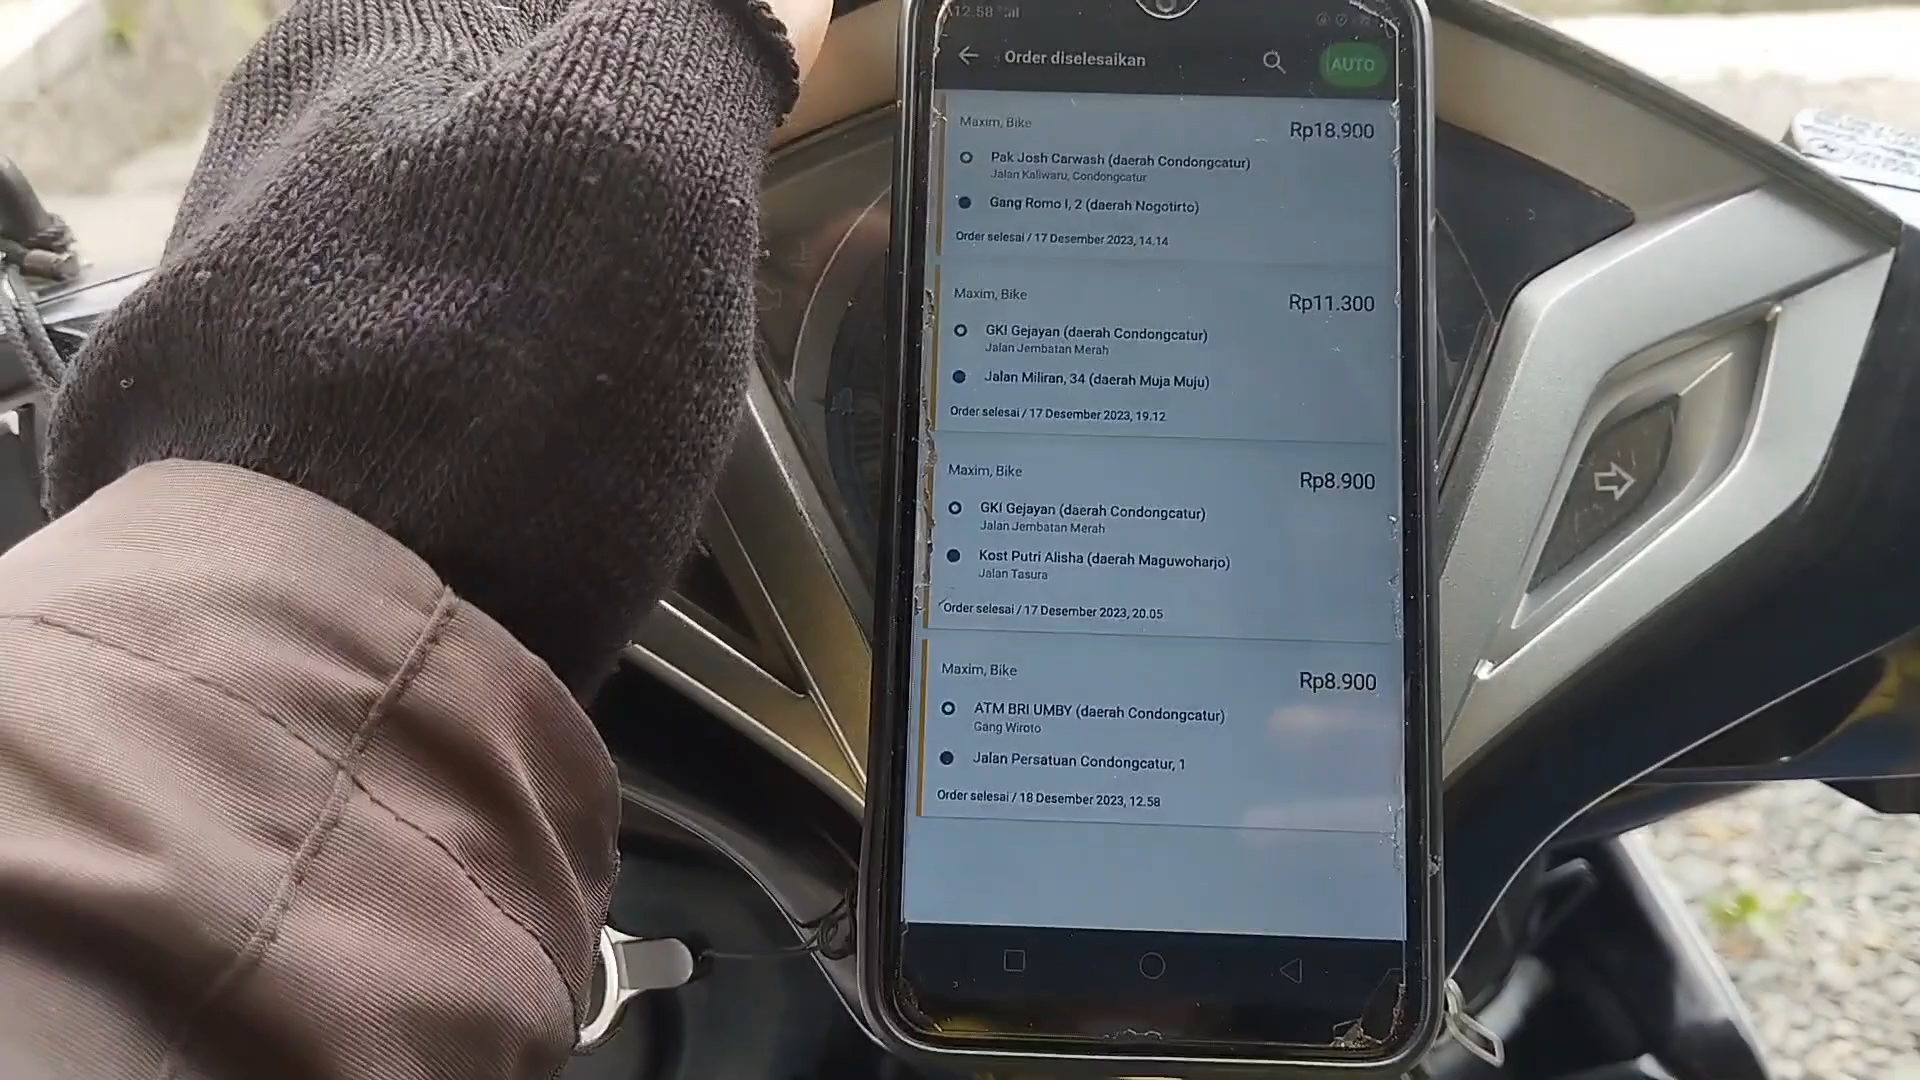 12.58
Order diselesaikan
AUTO
Maxim, Bike
Rp18.900
Pak Josh Carwash (daerah Condongcatur)
Jalan Kaliwaru, Condongcatur
Gang Romo I, 2 (daerah Nogotirto)
Order selesai / 17 Desember 2023, 14.14
Maxim, Bike
Rp11.300
GKI Gejayan (daerah Condongcatur)
Jalan Jembatan Merah
Jalan Miliran, 34 (daerah Muja Muju)
Order selesai / 17 Desember 2023, 19.12
Maxim, Bike
Rp8.900
GKI Gejayan (daerah Condongcatur)
Jalan Jembatan Merah
Kost Putri Alisha (daerah Maguwoharjo)
Jalan Tasura
Order selesai / 17 Desember 2023, 20.05
Maxim, Bike
Rp8.900
ATM BRI UMBY (daerah Condongcatur)
Gang Wiroto
Jalan Persatuan Condongcatur, 1
Order selesai / 18 Desember 2023, 12.58